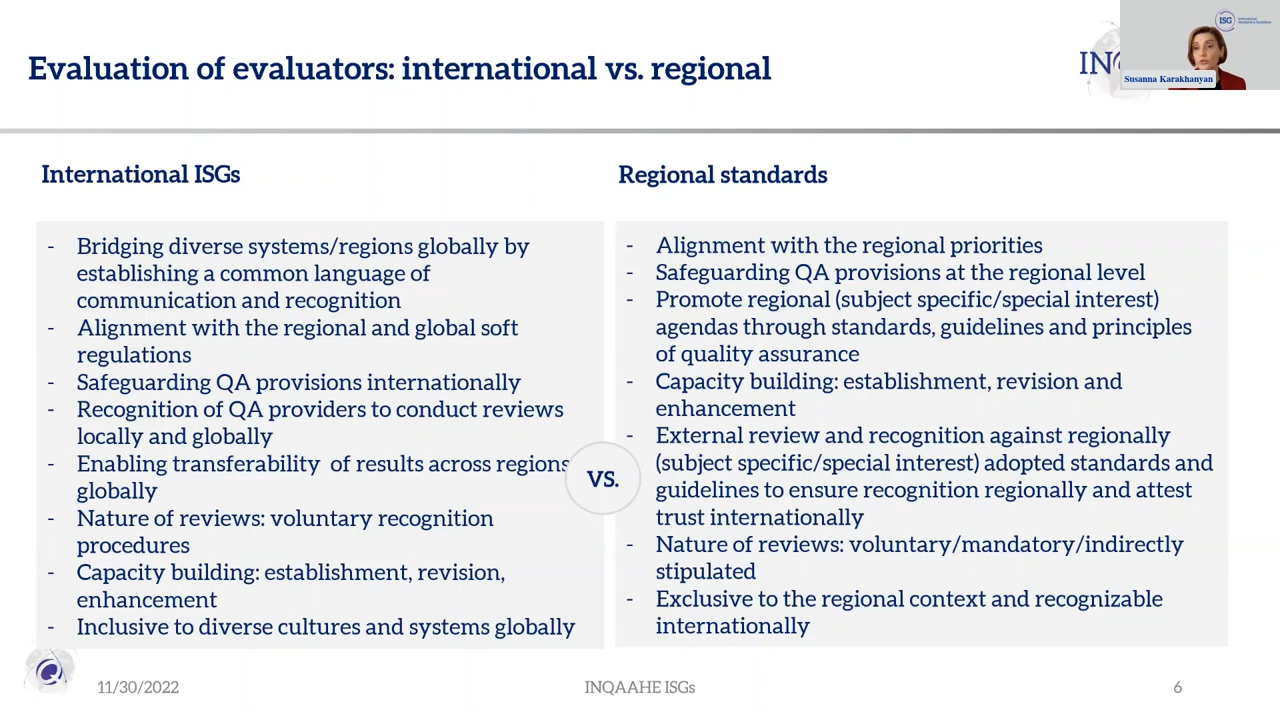 Evaluation of evaluators: international vs. regional
ISG
IN
Susanna Karakhanyan
International ISGs
- Bridging diverse systems/regions globally by
establishing a common language of
communication and recognition
- Alignment with the regional and global soft
regulations
- Safeguarding QA provisions internationally
- Recognition of QA providers to conduct reviews
locally and globally
- Enabling transferability of results across regions
globally
- Nature of reviews: voluntary recognition
procedures
- Capacity building: establishment, revision,
enhancement
- Inclusive to diverse cultures and systems globally
vs.
Regional standards
- Alignment with the regional priorities
- Safeguarding QA provisions at the regional level
- Promote regional (subject specific/special interest)
agendas through standards, guidelines and principles
of quality assurance
- Capacity building: establishment, revision and
enhancement
- External review and recognition against regionally
(subject specific/special interest) adopted standards and
guidelines to ensure recognition regionally and attest
trust internationally
- Nature of reviews: voluntary/mandatory/indirectly
stipulated
- Exclusive to the regional context and recognizable
internationally
11/30/2022
INQAAHE ISGs
6